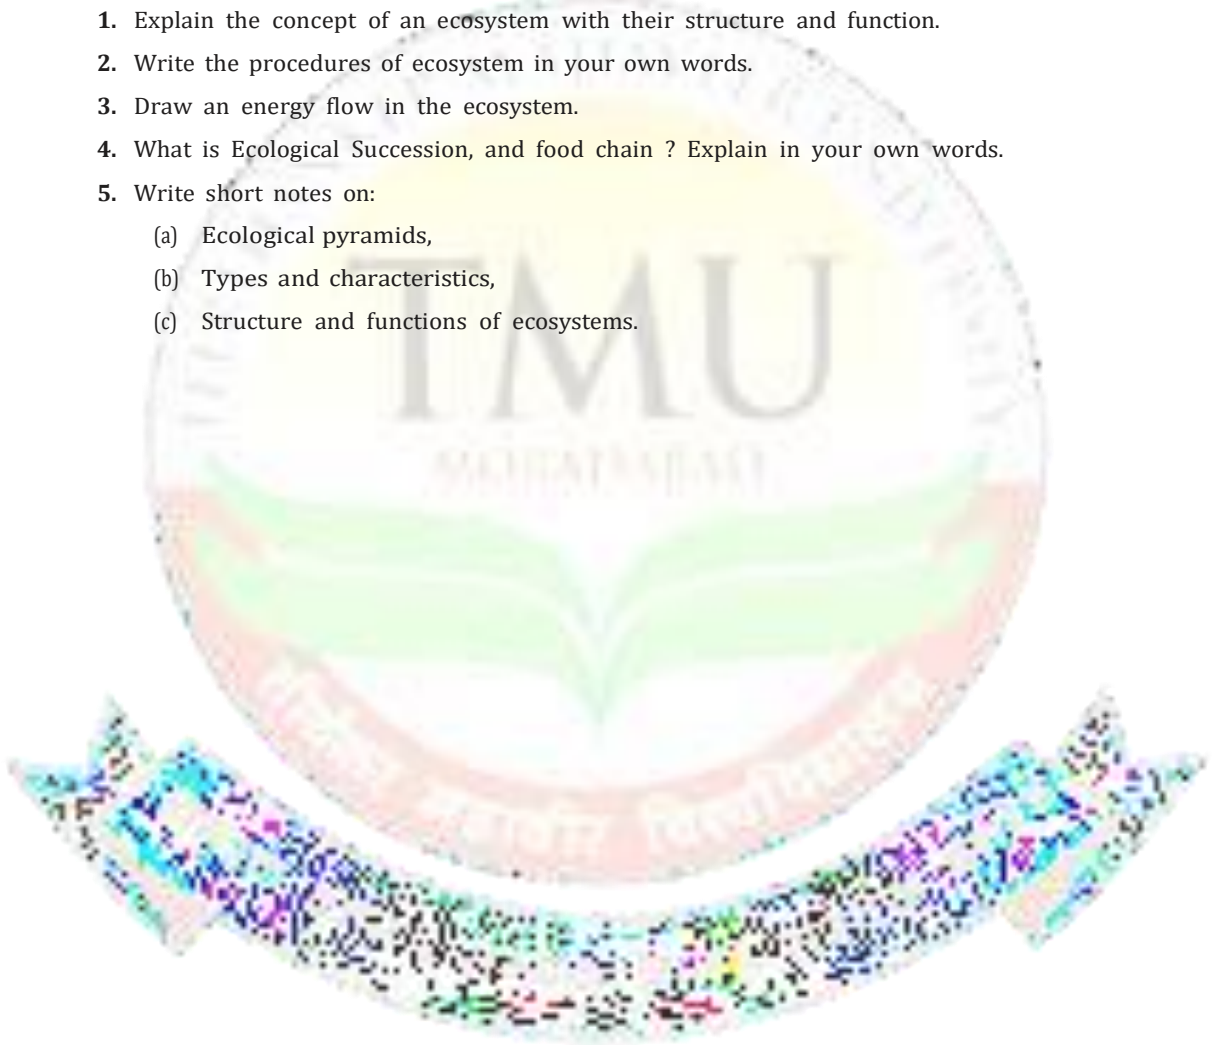 1. Explain the concept of an ecosystem with their structure and function.
2. Write the procedures of ecosystem in your own words.
3. Draw an energy flow in the ecosystem.
4. What is Ecological Succession, and food chain ? Explain in your own words.
5. Write short notes on:
(a) Ecological pyramids,
(b) Types and characteristics,
(c) Structure and functions of ecosystems.
TMU
MORADABAD